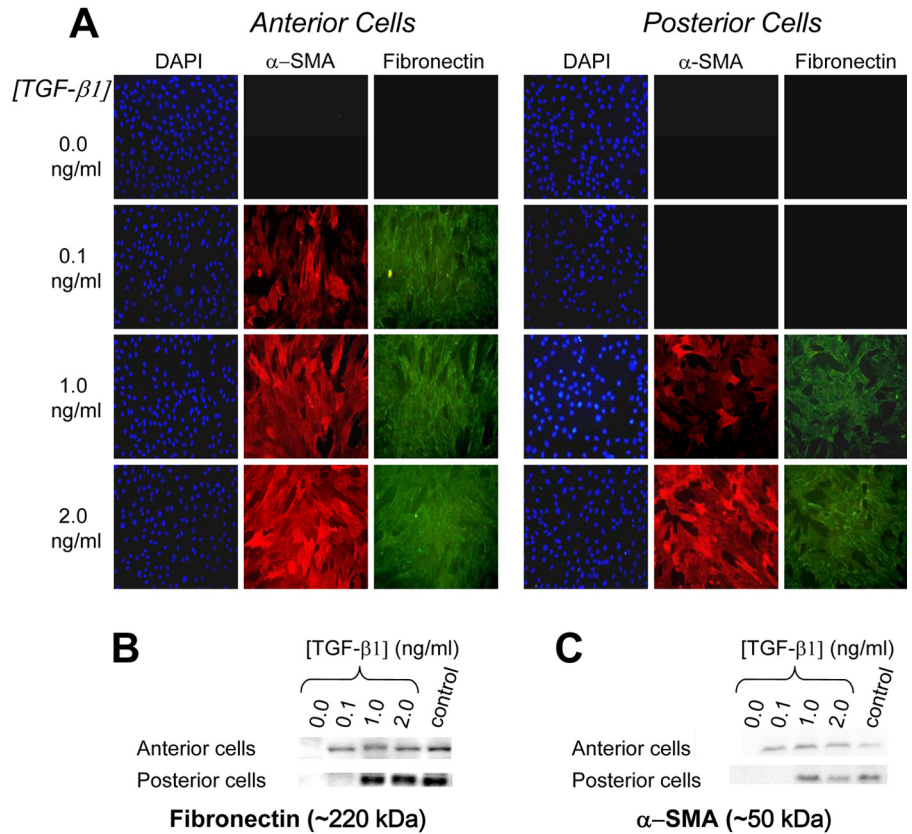 A
Anterior Cells
Posterior Cells
DAPI
α–SMA
Fibronectin
DAPI
α-SMA
Fibronectin
[TGF-β1]
0.0
ng/ml
0.1
ng/ml
1.0
ng/ml
2.0
ng/ml
B
[TGF-β1] (ng/ml)
0.0
0.1
1.0
2.0
control
Anterior cells
Posterior cells
Fibronectin (~220 kDa)
C
[TGF-β1] (ng/ml)
0.0
0.1
1.0
2.0
control
Anterior cells
Posterior cells
α–SMA (~50 kDa)